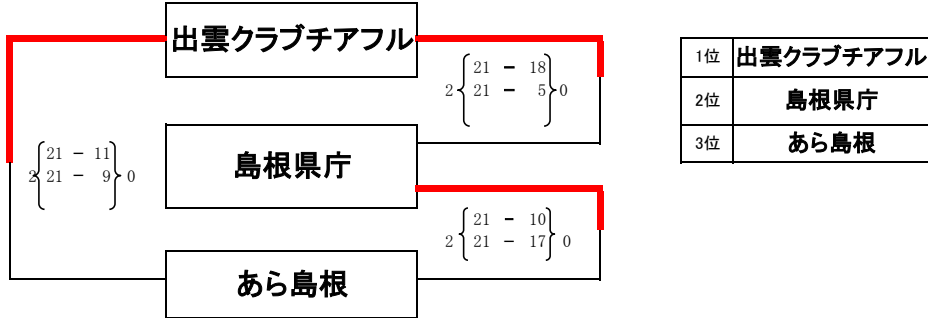 出雲クラブチアフル
21 - 18
2 21 - 5 0
島根県庁
21 - 11
2 21 - 9 0
21 - 10
2 21 - 17 0
あら島根
1位 出雲クラブチアフル
2位 島根県庁
3位 あら島根